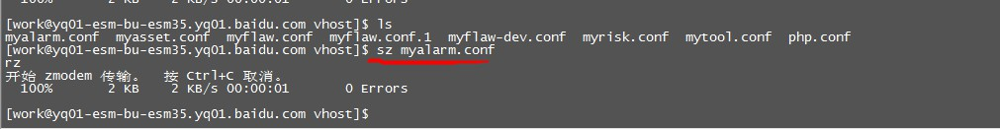 100%      2 KB    2 KB/s 00:00:01      0 Errors
[work@yq01-esm-bu-esm35.yq01.baidu.com vhost]$ ls
myalarm.conf  myasset.conf  myflaw.conf  myflaw.conf.1  myflaw-dev.conf  myrisk.conf  mytool.conf  php.conf
[work@yq01-esm-bu-esm35.yq01.baidu.com vhost]$ sz myalarm.conf
rz
开始 zmodem 传输。  按 Ctrl+C 取消。
  100%      2 KB    2 KB/s 00:00:01      0 Errors
[work@yq01-esm-bu-esm35.yq01.baidu.com vhost]$